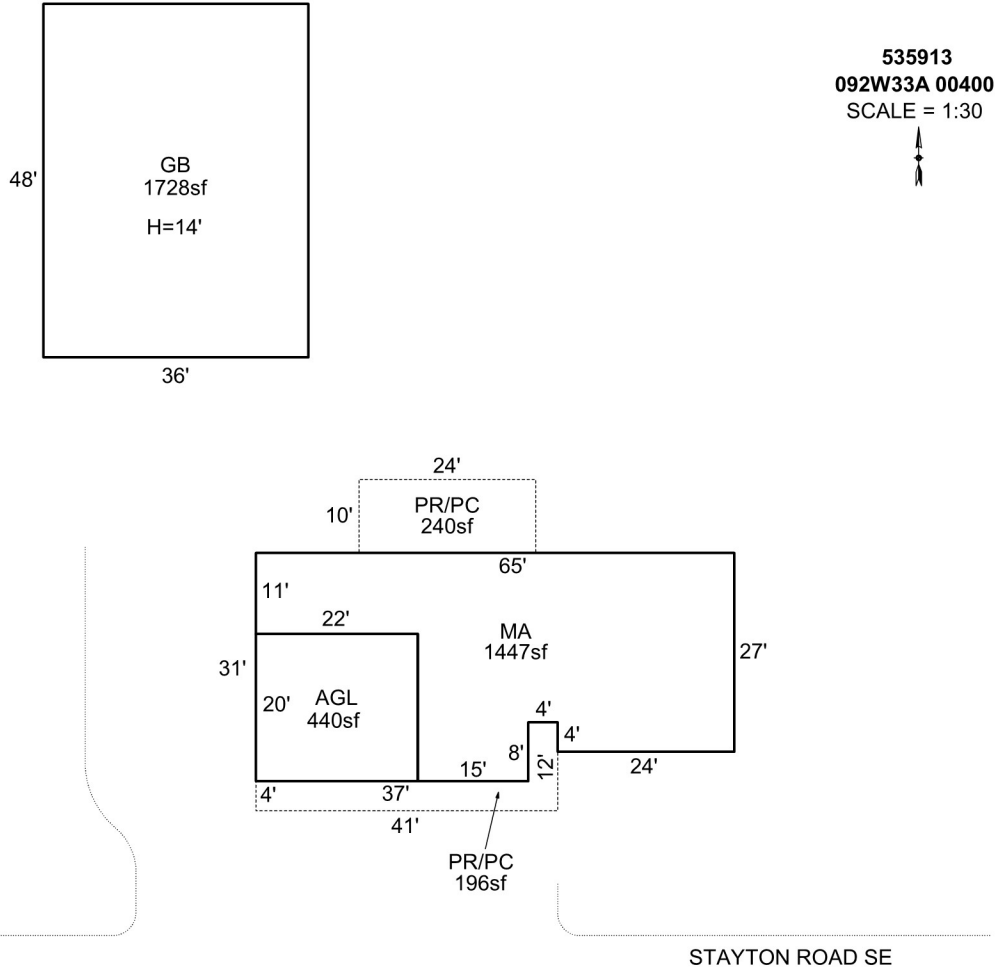 535913
092W33A 00400
SCALE = 1:30
GB
1728sf
48'
H=14'
36'
24'
10'
PR/PC
240sf
65'
11'
22'
MA
1447sf
27'
31'
20'
AGL
440sf
4'
4'
8'
12'
24'
15'
4'
37'
41'
PR/PC
196sf
STAYTON ROAD SE